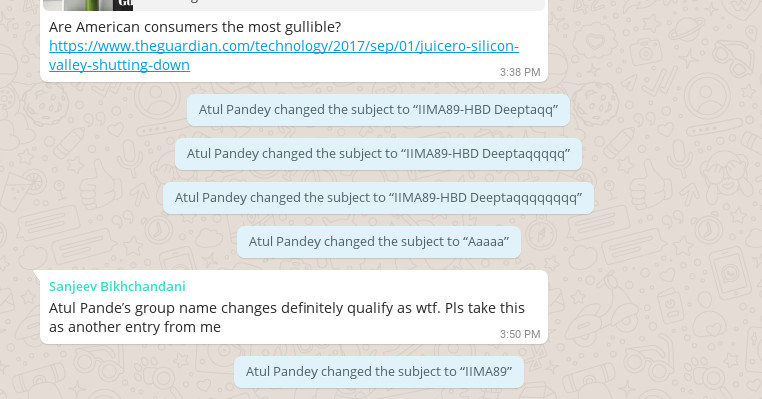 Are American consumers the most gullible?
https://www.theguardian.com/technology/2017/sep/01/juicero-silicon-
valley-shutting-down
3:38 PM
Atul Pandey changed the subject to “IIMA89-HBD Deeptaqq”
Atul Pandey changed the subject to “IIMA89-HBD Deeptaqqqqq”
Atul Pandey changed the subject to “IIMA89-HBD Deeptaqqqqqqqq”
Atul Pandey changed the subject to “Aaaaa”
Sanjeev Bikhchandani
Atul Pande’s group name changes definitely qualify as wtf. Pls take this
as another entry from me
3:50 PM
Atul Pandey changed the subject to “IIMA89”